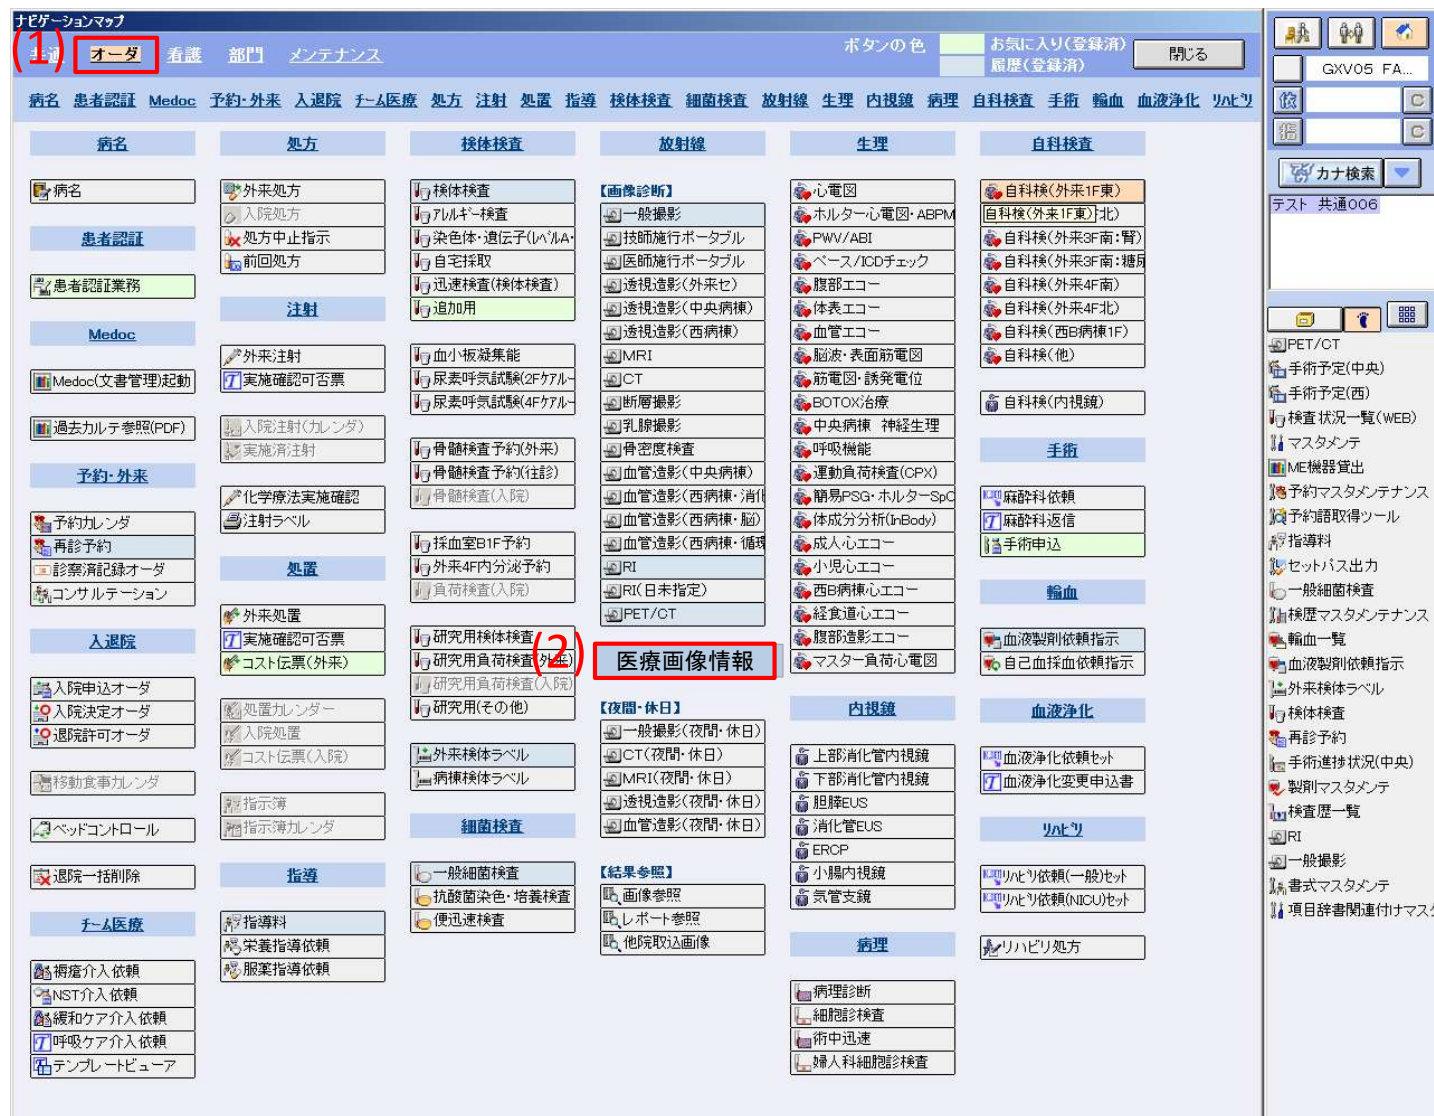 ナビゲーションマップ
(1)
共通 オーダ 看護 部門 メンテナンス
ボタンの色 お気に入り(登録済)
履歴(登録済)
閉じる
病名 患者認証 Medoc 予約・外来 入退院 チーム医療 処方 注射 処置 指導 検体検査 細菌検査 放射線 生理 内視鏡 病理 自科検査 手術 輸血 血液浄化 リハビリ
病名
病名
患者認証
患者認証業務
Medoc
Medoc(文書管理)起動
過去カルテ参照(PDF)
予約・外来
予約カレンダ
再診予約
診察済記録オーダ
コンサルテーション
入退院
入院申込オーダ
入院決定オーダ
退院許可オーダ
移動食事カレンダ
ベッドコントロール
退院一括削除
チーム医療
褥瘡介入依頼
NST介入依頼
緩和ケア介入依頼
呼吸ケア介入依頼
テンプレートビューア
処方
外来処方
入院処方
処方中止指示
前回処方
注射
外来注射
実施確認可否票
入院注射(カレンダ)
実施済注射
化学療法実施確認
注射ラベル
処置
外来処置
実施確認可否票
コスト伝票(外来)
処置カレンダー
入院処置
コスト伝票(入院)
指示簿
指示簿カレンダ
指導
指導料
栄養指導依頼
服薬指導依頼
検体検査
検体検査
アレルギー検査
染色体・遺伝子(レベルA・
自宅採取
迅速検査(検体検査)
追加用
血小板凝集能
尿素呼気試験(2Fケアルー
尿素呼気試験(4Fケアルー
骨髄検査予約(外来)
骨髄検査予約(往診)
骨髄検査(入院)
採血室B1F予約
外来4F内分泌予約
負荷検査(入院)
研究用検体検査
研究用負荷検査(外来)
研究用負荷検査(入院)
研究用(その他)
外来検体ラベル
病棟検体ラベル
細菌検査
一般細菌検査
抗酸菌染色・培養検査
便迅速検査
放射線
【画像診断】
一般撮影
技師施行ポータブル
医師施行ポータブル
透視造影(外来セ)
透視造影(中央病棟)
透視造影(西病棟)
MRI
CT
断層撮影
乳腺撮影
骨密度検査
血管造影(中央病棟)
血管造影(西病棟・消化
血管造影(西病棟・脳)
血管造影(西病棟・循環
RI
RI(日未指定)
PET/CT
(2)
医療画像情報
【夜間・休日】
一般撮影(夜間・休日)
CT(夜間・休日)
MRI(夜間・休日)
透視造影(夜間・休日)
血管造影(夜間・休日)
【結果参照】
画像参照
レポート参照
他院取込画像
生理
心電図
ホルター心電図・ABPM
PWV/ABI
ペース/ICDチェック
腹部エコー
体表エコー
血管エコー
脳波・表面筋電図
筋電図・誘発電位
BOTOX治療
中央病棟 神経生理
呼吸機能
運動負荷検査(CPX)
簡易PSG・ホルターSpO
体成分分析(InBody)
成人心エコー
小児心エコー
西B病棟心エコー
経食道心エコー
腹部造影エコー
マスター負荷心電図
内視鏡
上部消化管内視鏡
下部消化管内視鏡
胆膵EUS
消化管EUS
ERCP
小腸内視鏡
気管支鏡
病理
病理診断
細胞診検査
術中迅速
婦人科細胞診検査
自科検査
自科検(外来1F東)
自科検(外来1F東) 北)
自科検(外来3F南:腎)
自科検(外来3F南:糖尿
自科検(外来4F南)
自科検(外来4F北)
自科検(西B病棟1F)
自科検(他)
自科検(内視鏡)
手術
麻酔科依頼
麻酔科返信
手術申込
輸血
血液製剤依頼指示
自己血採血依頼指示
血液浄化
血液浄化依頼セット
血液浄化変更申込書
リハビリ
リハビリ依頼(一般)セット
リハビリ依頼(NICU)セット
リハビリ処方
GXV05 FA...
依 C
指 C
カナ検索
テスト 共通006
PET/CT
手術予定(中央)
手術予定(西)
検査状況一覧(WEB)
マスタメンテ
ME機器貸出
予約マスタメンテナンス
予約語取得ツール
指導料
セットパス出力
一般細菌検査
検歴マスタメンテナンス
輸血一覧
血液製剤依頼指示
外来検体ラベル
検体検査
再診予約
手術進捗状況(中央)
製剤マスタメンテ
検査歴一覧
RI
一般撮影
書式マスタメンテ
項目辞書関連付けマスタ